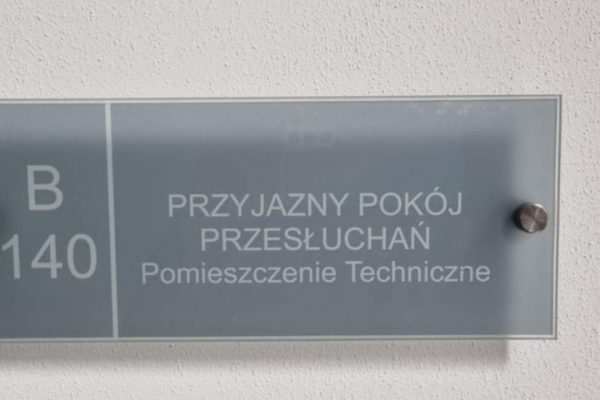 B
140
PRZYJAZNY POKÓJ
PRZESŁUCHAŃ
Pomieszczenie Techniczne